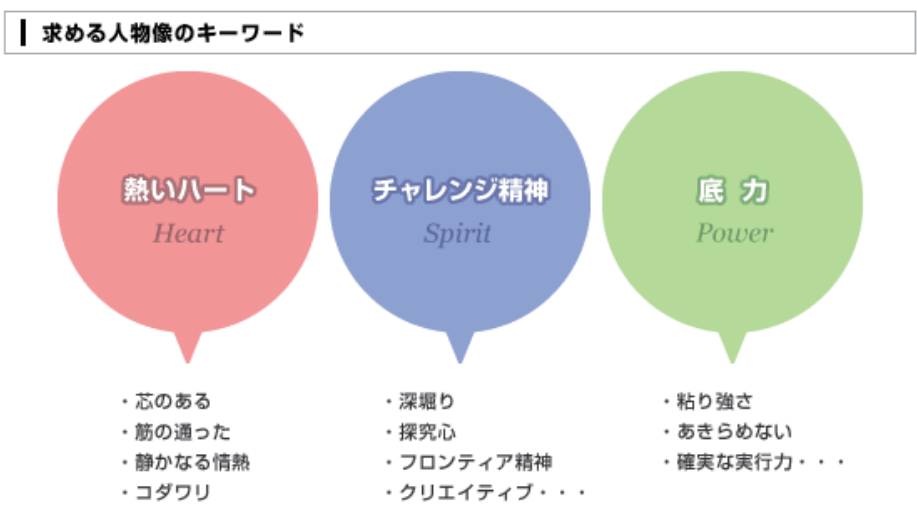 求める人物像のキーワード
熱いハート
Heart
・芯のある
・筋の通った
・静かなる情熱
・コダワリ
チャレンジ精神
Spirit
・深堀り
・探究心
・フロンティア精神
・クリエイティブ・・・
底 力
Power
・粘り強さ
・あきらめない
・確実な実行力・・・